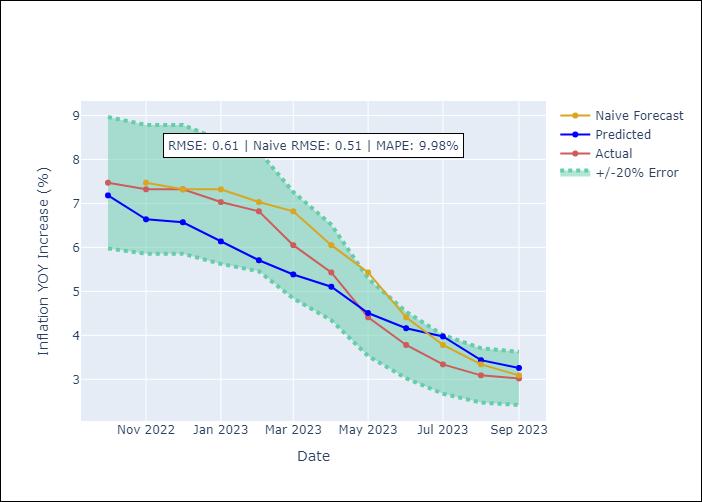 RMSE: 0.61 | Naive RMSE: 0.51 | MAPE: 9.98%
Naive Forecast
Predicted
Actual
+/-20% Error
Inflation YOY Increase (%)
9
8
7
6
5
4
3
Nov 2022
Jan 2023
Mar 2023
May 2023
Jul 2023
Sep 2023
Date